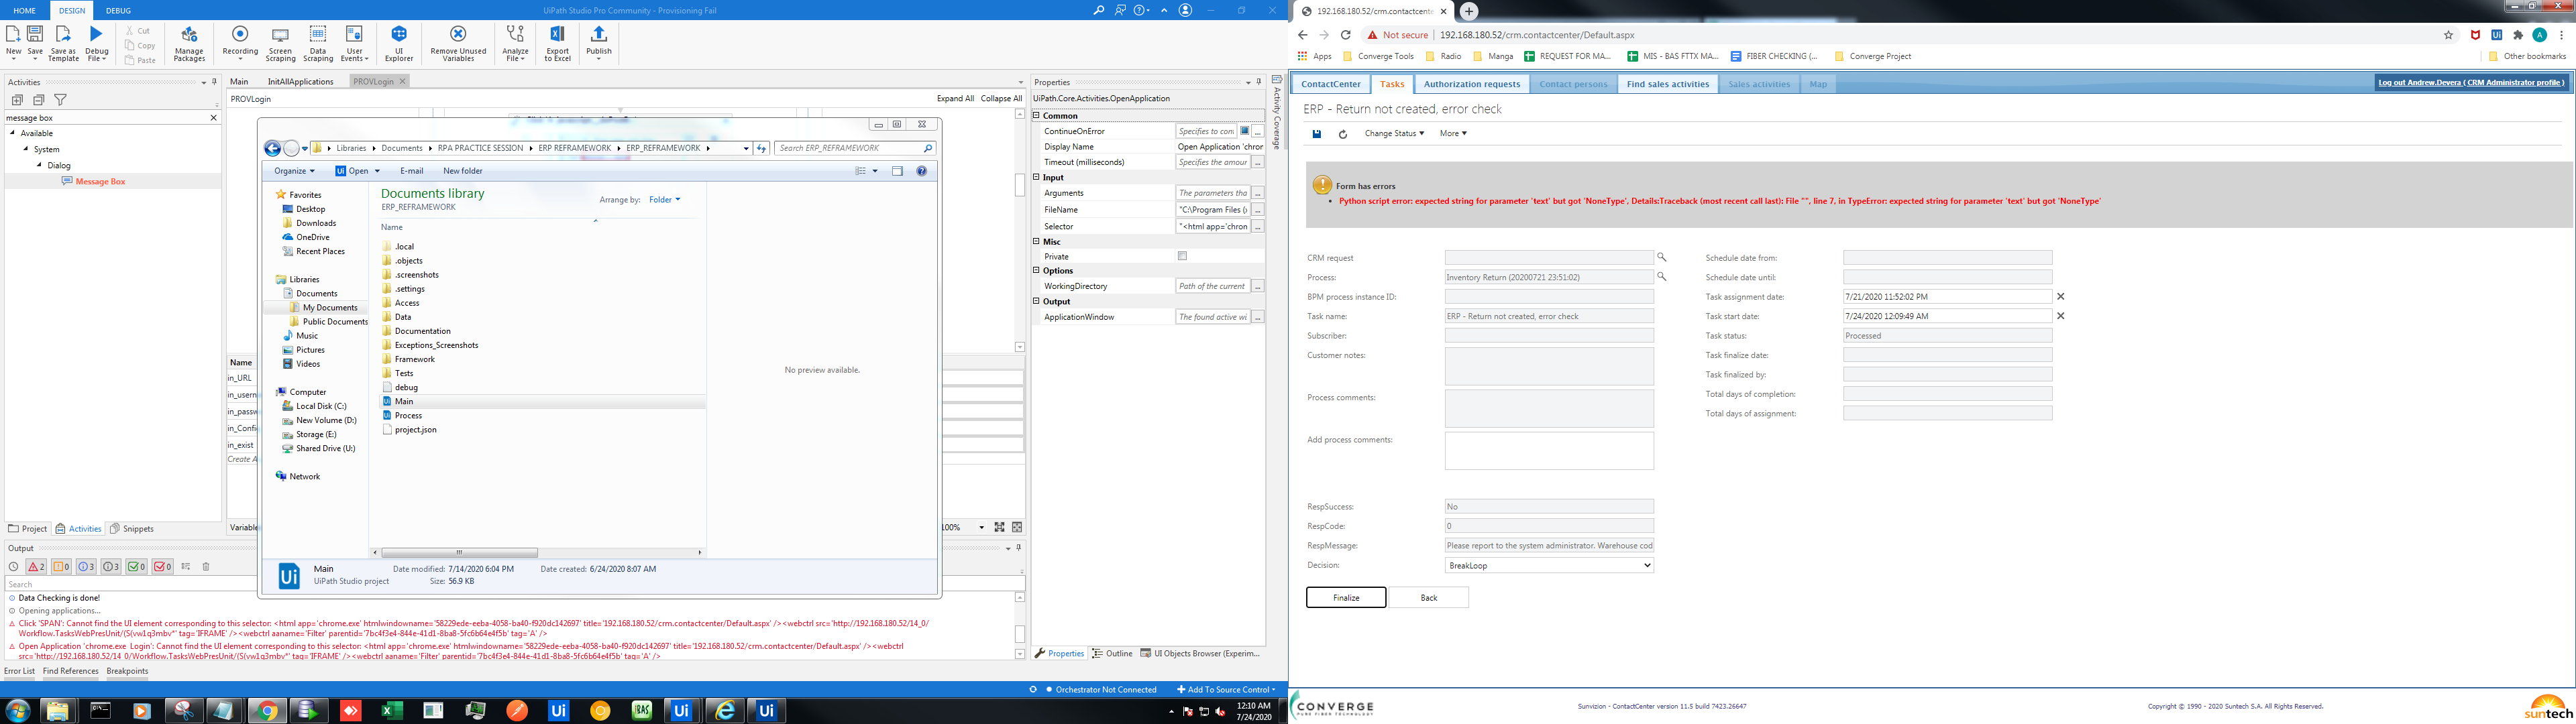 HOME DESIGN DEBUG
UiPath Studio Pro Community - Provisioning Fail
New Save Save as Template Debug File
Cut
Copy
Paste
Manage Packages
Recording
Screen Scraping
Data Scraping
User Events
UI Explorer
Remove Unused Variables
Analyze File
Export to Excel
Publish
Activities
message box
Available
System
Dialog
Message Box
Project Activities Snippets
Main InitAllApplications PROVLogin
PROVLogin
Expand All Collapse All
Libraries Documents RPA PRACTICE SESSION ERP REFRAMEWORK ERP_REFRAMEWORK
Search ERP_REFRAMEWORK
Organize Open E-mail New folder
Favorites
Desktop
Downloads
OneDrive
Recent Places
Libraries
Documents
My Documents
Public Documents
Music
Pictures
Videos
Computer
Local Disk (C:)
New Volume (D:)
Storage (E:)
Shared Drive (U:)
Network
Documents library
ERP_REFRAMEWORK
Arrange by: Folder
Name
.local
.objects
.screenshots
.settings
Access
Data
Documentation
Exceptions_Screenshots
Framework
Tests
debug
Main
Process
project.json
No preview available.
Main
UiPath Studio project
Date modified: 7/14/2020 6:04 PM
Size: 56.9 KB
Date created: 6/24/2020 8:07 AM
Name
in_URL
in_usern
in_passw
in_Confi
in_exist
Create A
Variable
100%
Output
2 0 3 3 0 0
Search
Data Checking is done!
Opening applications...
Click 'SPAN': Cannot find the UI element corresponding to this selector: <html app='chrome.exe' htmlwindowname='58229ede-eeba-4058-ba40-f920dc142697' title='192.168.180.52/crm.contactcenter/Default.aspx' /><webctrl src='http://192.168.180.52/14_0/
Workflow.TasksWebPresUnit/(S(vw1q3mbv*' tag='IFRAME' /><webctrl aaname='Filter' parentid='7bc4f3e4-844e-41d1-8ba8-5fc6b64e4f5b' tag='A' />
Open Application 'chrome.exe Login': Cannot find the UI element corresponding to this selector: <html app='chrome.exe' htmlwindowname='58229ede-eeba-4058-ba40-f920dc142697' title='192.168.180.52/crm.contactcenter/Default.aspx' /><webctrl
src='http://192.168.180.52/14_0/Workflow.TasksWebPresUnit/(S(vw1q3mbv*' tag='IFRAME' /><webctrl aaname='Filter' parentid='7bc4f3e4-844e-41d1-8ba8-5fc6b64e4f5b' tag='A' />
Error List Find References Breakpoints
Properties
UiPath.Core.Activities.OpenApplication
Common
ContinueOnError Specifies to con
Display Name Open Application 'chror
Timeout (milliseconds) Specifies the amour
Input
Arguments The parameters tha
FileName "C:\Program Files (x
Selector "<html app='chron
Misc
Private
Options
WorkingDirectory Path of the current
Output
ApplicationWindow The found active wi
Activity Coverage
Properties Outline UI Objects Browser (Experim...
Orchestrator Not Connected Add To Source Control
12:10 AM
7/24/2020
192.168.180.52/crm.contactcente
Not secure 192.168.180.52/crm.contactcenter/Default.aspx
Apps Converge Tools Radio Manga REQUEST FOR MA... MIS - BAS FTTX MA... FIBER CHECKING (... Converge Project Other bookmarks
ContactCenter Tasks Authorization requests Contact persons Find sales activities Sales activities Map
Log out Andrew.Devera ( CRM Administrator profile )
ERP - Return not created, error check
Change Status More
Form has errors
Python script error: expected string for parameter 'text' but got 'NoneType', Details:Traceback (most recent call last): File "", line 7, in TypeError: expected string for parameter 'text' but got 'NoneType'
CRM request
Process: Inventory Return (20200721 23:51:02)
BPM process instance ID:
Task name: ERP - Return not created, error check
Subscriber:
Customer notes:
Process comments:
Add process comments:
Schedule date from:
Schedule date until:
Task assignment date: 7/21/2020 11:52:02 PM
Task start date: 7/24/2020 12:09:49 AM
Task status: Processed
Task finalize date:
Task finalized by:
Total days of completion:
Total days of assignment:
RespSuccess: No
RespCode: 0
RespMessage: Please report to the system administrator. Warehouse cod
Decision: BreakLoop
Finalize Back
CONVERGE
PURE FIBER TECHNOLOGY
Sunvizion - ContactCenter version 11.5 build 7423.26647
Copyright © 1990 - 2020 Suntech S.A. All Rights Reserved.
suntech